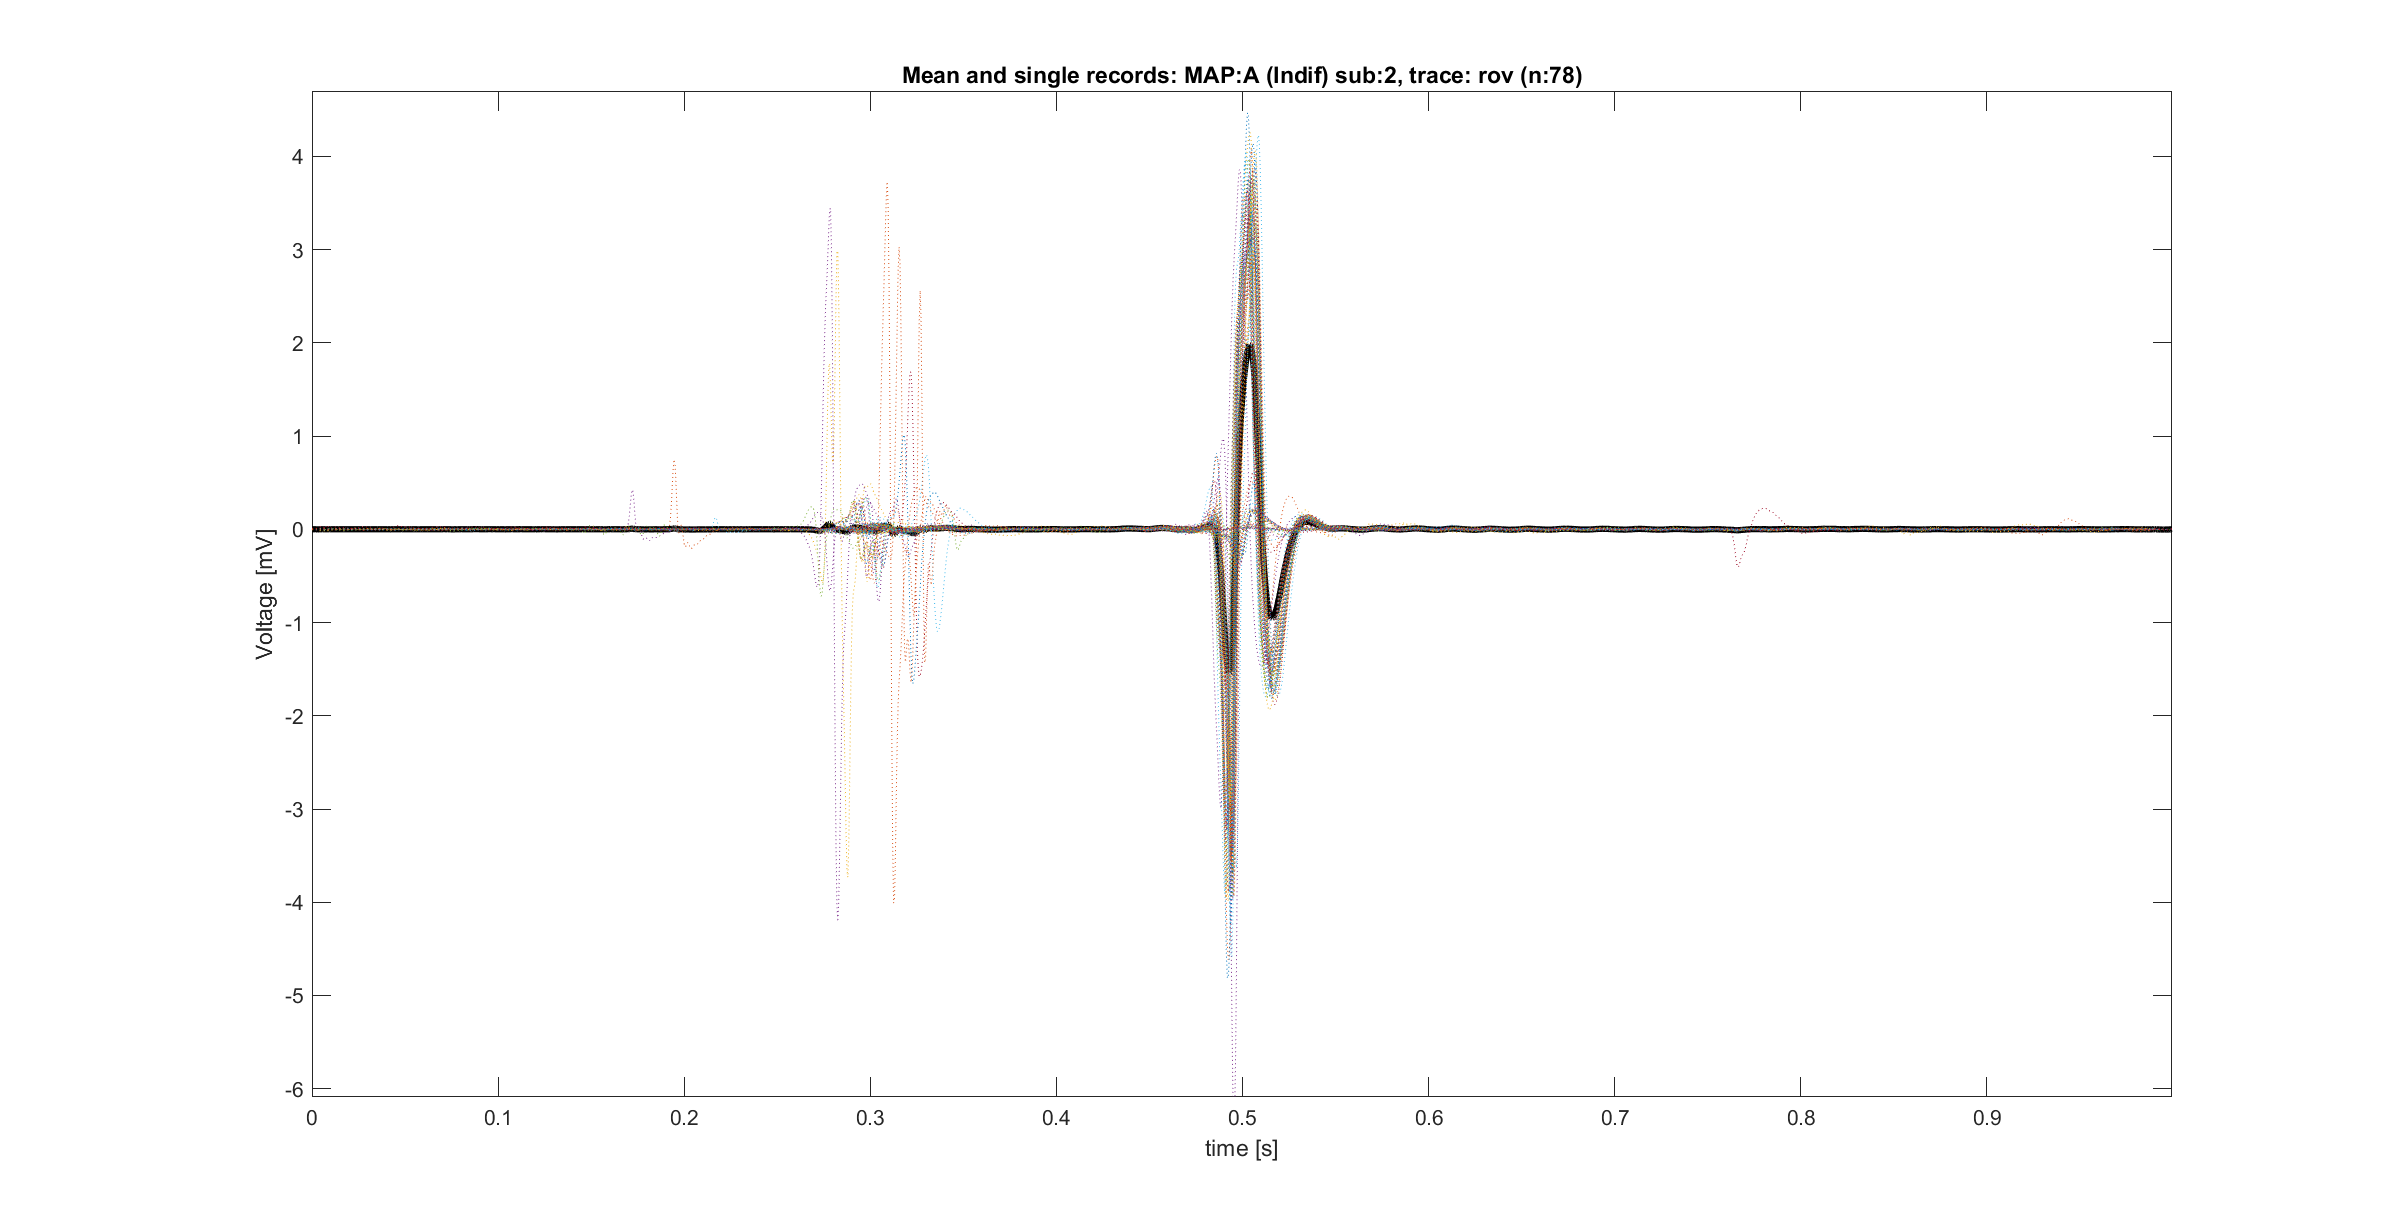 Mean and single records: MAP:A (Indif) sub:2, trace: rov (n:78)
4
3
2
1
0
-1
-2
-3
-4
-5
-6
Voltage [mV]
0 0.1 0.2 0.3 0.4 0.5 0.6 0.7 0.8 0.9
time [s]